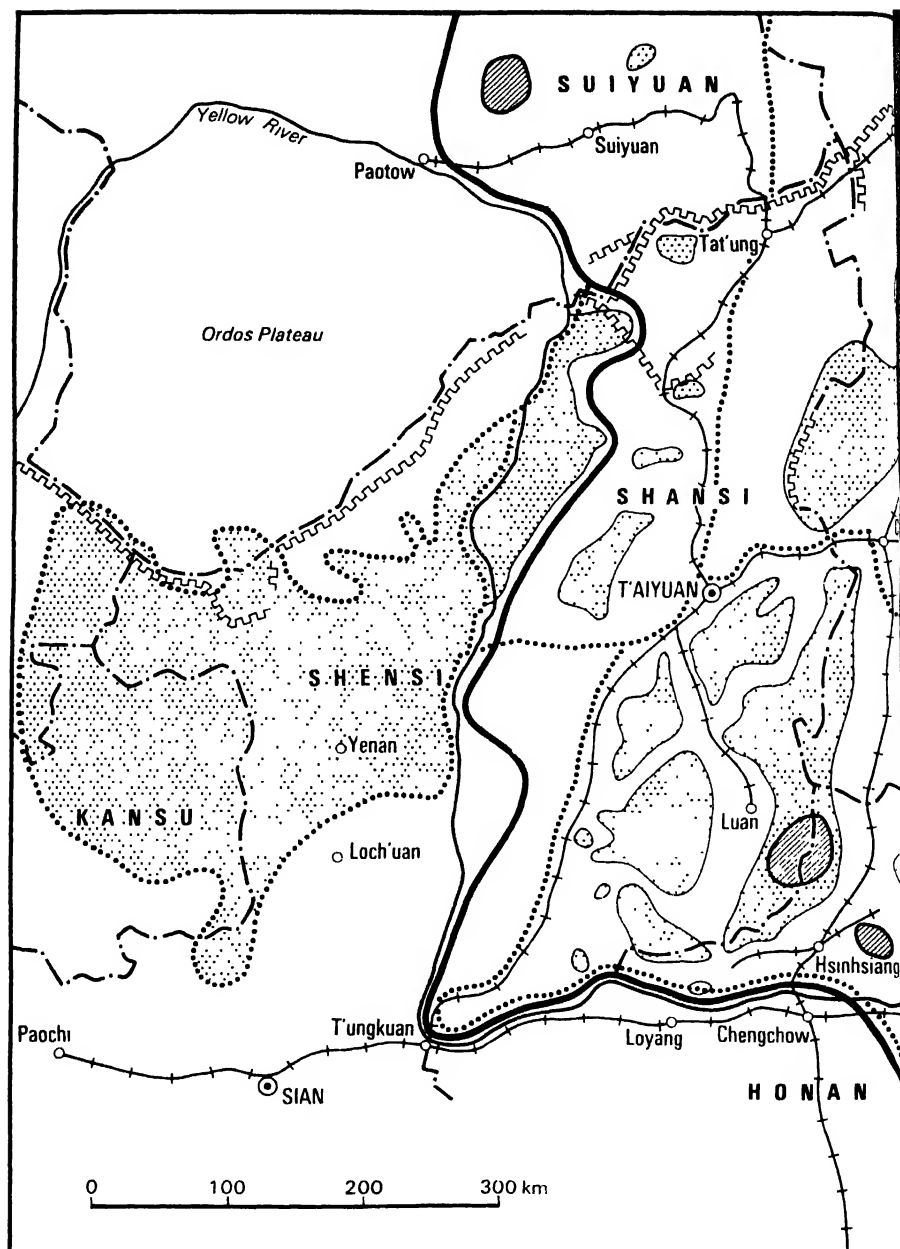 SUIYUAN
Yellow River
Suiyuan
Paotow
Tat'ung
Ordos Plateau
SHANSI
T'AIYUAN
SHENSI
Yenan
KANSU
Luan
Loch'uan
Hsinhsiang
T'ungkuan
Paochi
Loyang
Chengchow
SIAN
HONAN
0 100 200 300 km